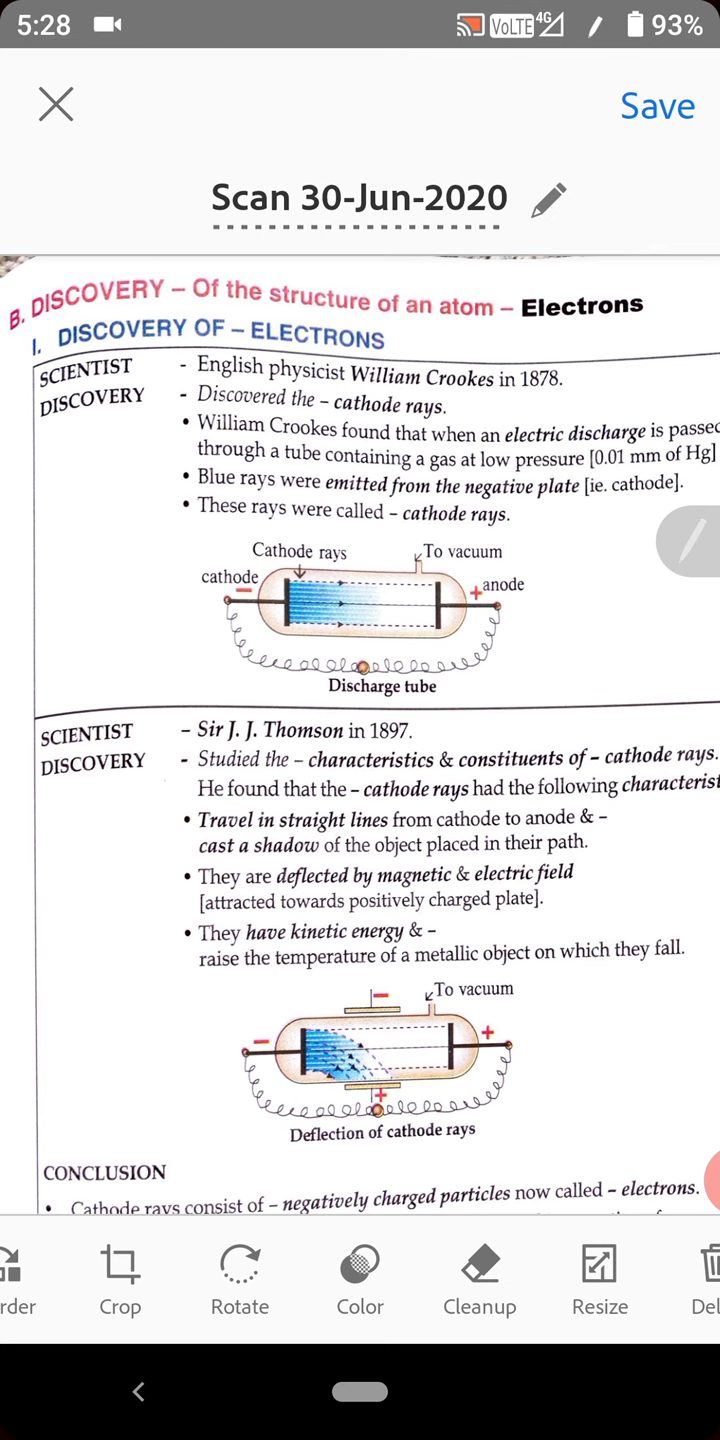 5:28 VoLTE 4G 93%
Save
Scan 30-Jun-2020
B. DISCOVERY – Of the structure of an atom – Electrons
I. DISCOVERY OF – ELECTRONS
SCIENTIST - English physicist William Crookes in 1878.
DISCOVERY - Discovered the – cathode rays.
• William Crookes found that when an electric discharge is passed
through a tube containing a gas at low pressure [0.01 mm of Hg]
• Blue rays were emitted from the negative plate [ie. cathode].
• These rays were called – cathode rays.
Cathode rays To vacuum
cathode – + anode
Discharge tube
SCIENTIST – Sir J. J. Thomson in 1897.
DISCOVERY - Studied the – characteristics & constituents of – cathode rays.
He found that the – cathode rays had the following characterist
• Travel in straight lines from cathode to anode & –
cast a shadow of the object placed in their path.
• They are deflected by magnetic & electric field
[attracted towards positively charged plate].
• They have kinetic energy & –
raise the temperature of a metallic object on which they fall.
– To vacuum
– +
+
Deflection of cathode rays
CONCLUSION
• Cathode rays consist of – negatively charged particles now called – electrons.
rder Crop Rotate Color Cleanup Resize Del